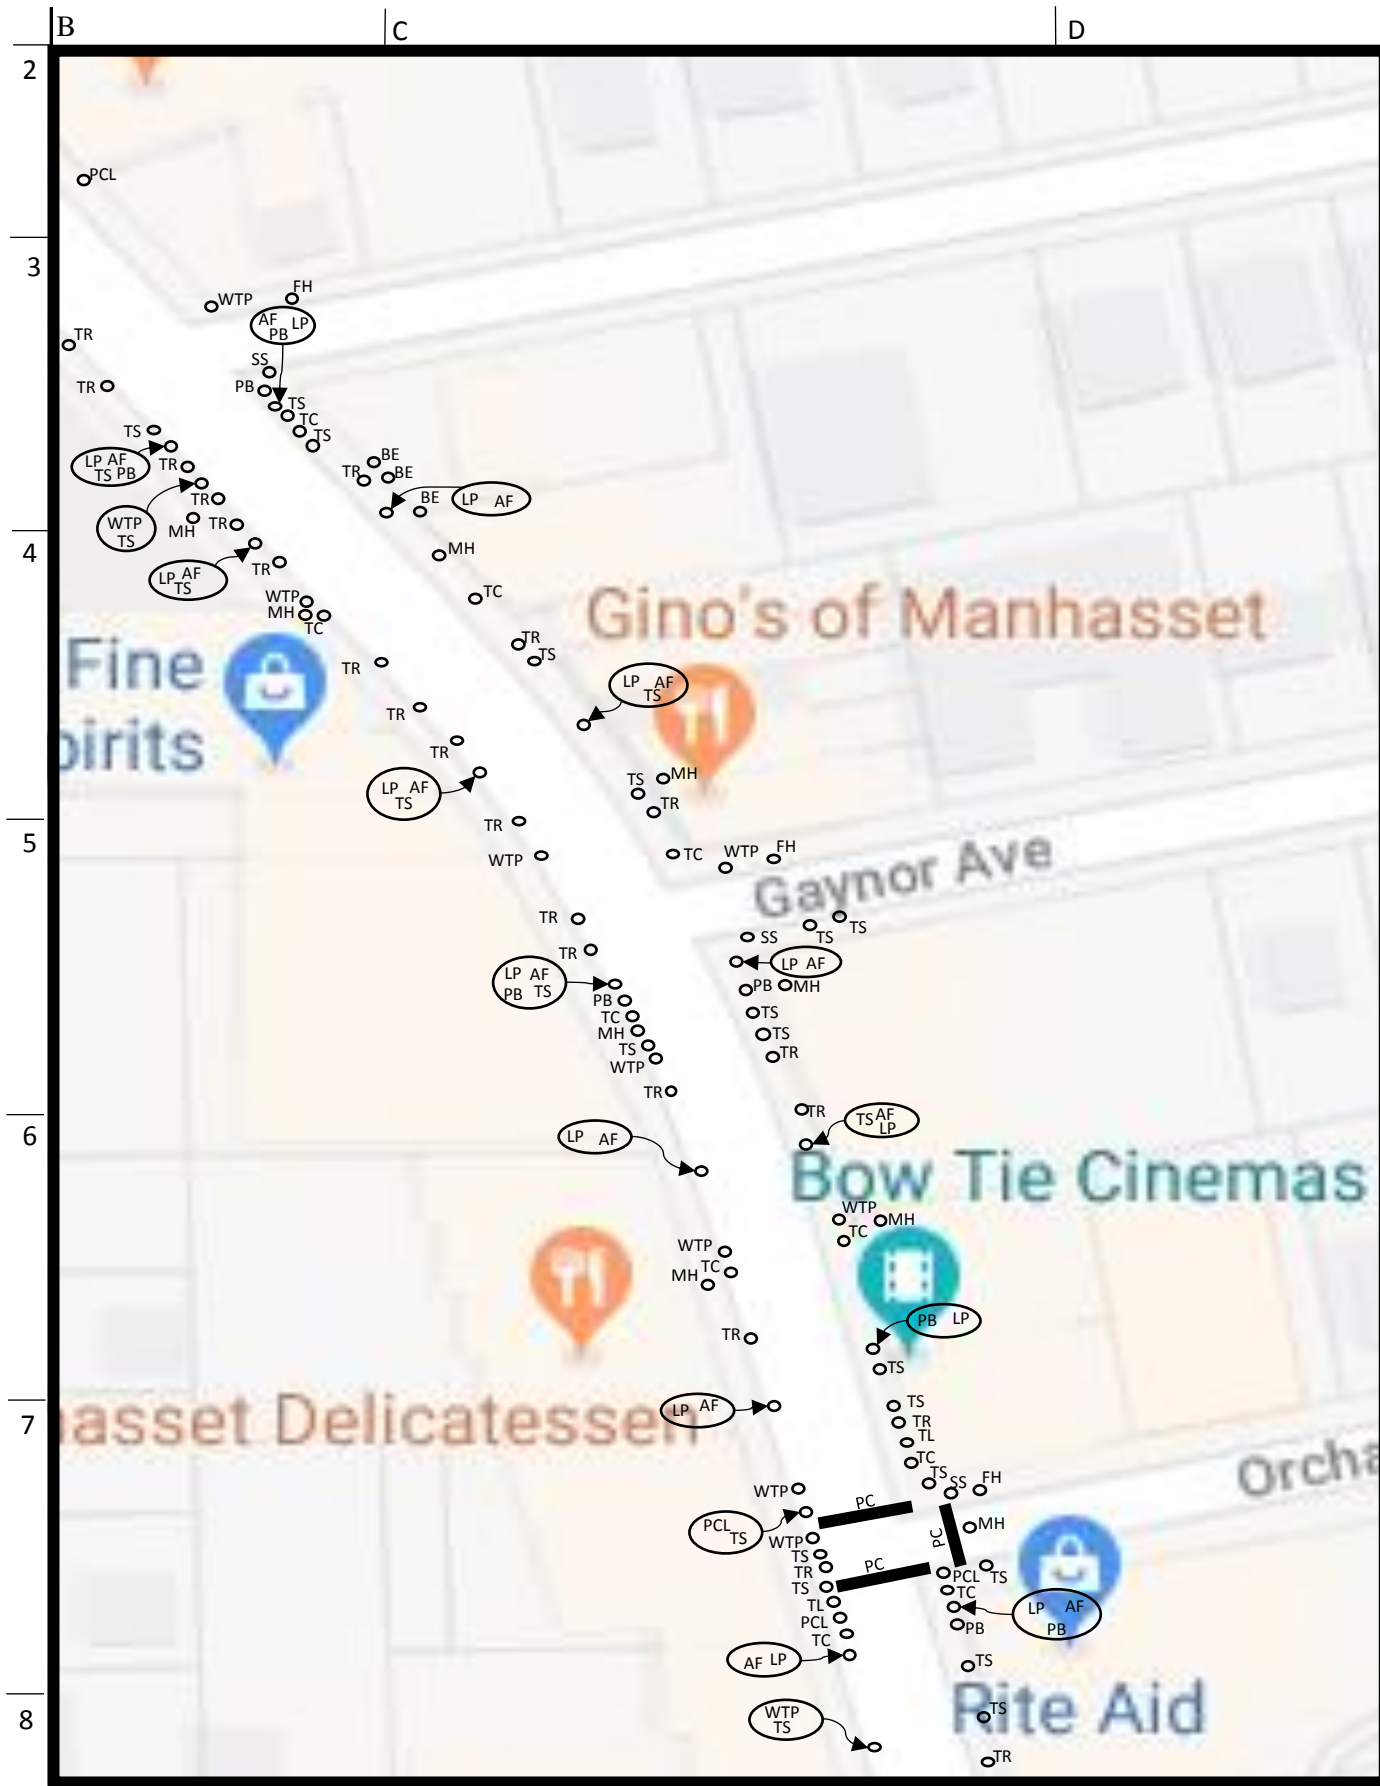 B
C
D
2
PCL
3
FH
WTP
AF LP
PB
TR
SS
TR
PB
TS
TC
TS
TS
LP AF
TS PB
TR
BE
TR
BE
TR
BE
LP AF
WTP
TS
MH
TR
4
MH
LP AF
TS
TR
WTP
TC
MH
TC
Gino's of Manhasset
TR
TS
Fine
TR
LP AF
TS
TR
pirits
TR
LP AF
TS
MH
TS
TR
TR
5
TC
WTP
FH
WTP
Gaynor Ave
TR
TS
TS
SS
TR
LP AF
LP AF
PB TS
PB
MH
PB
TC
TS
MH
TS
TS
TR
WTP
TR
TR
TS AF
LP
6
LP AF
Bow Tie Cinemas
WTP
MH
TC
WTP
TC
MH
PB LP
TR
TS
7
LP AF
TS
hasset Delicatessen
TR
TL
TC
Orcha
TS
SS
FH
WTP
PC
PCL
TS
MH
WTP
PC
TS
PC
TR
PCL
TS
TS
TC
TL
LP AF
PB
PCL
PB
TC
AF LP
TS
8
WTP
TS
Rite Aid
TS
TR